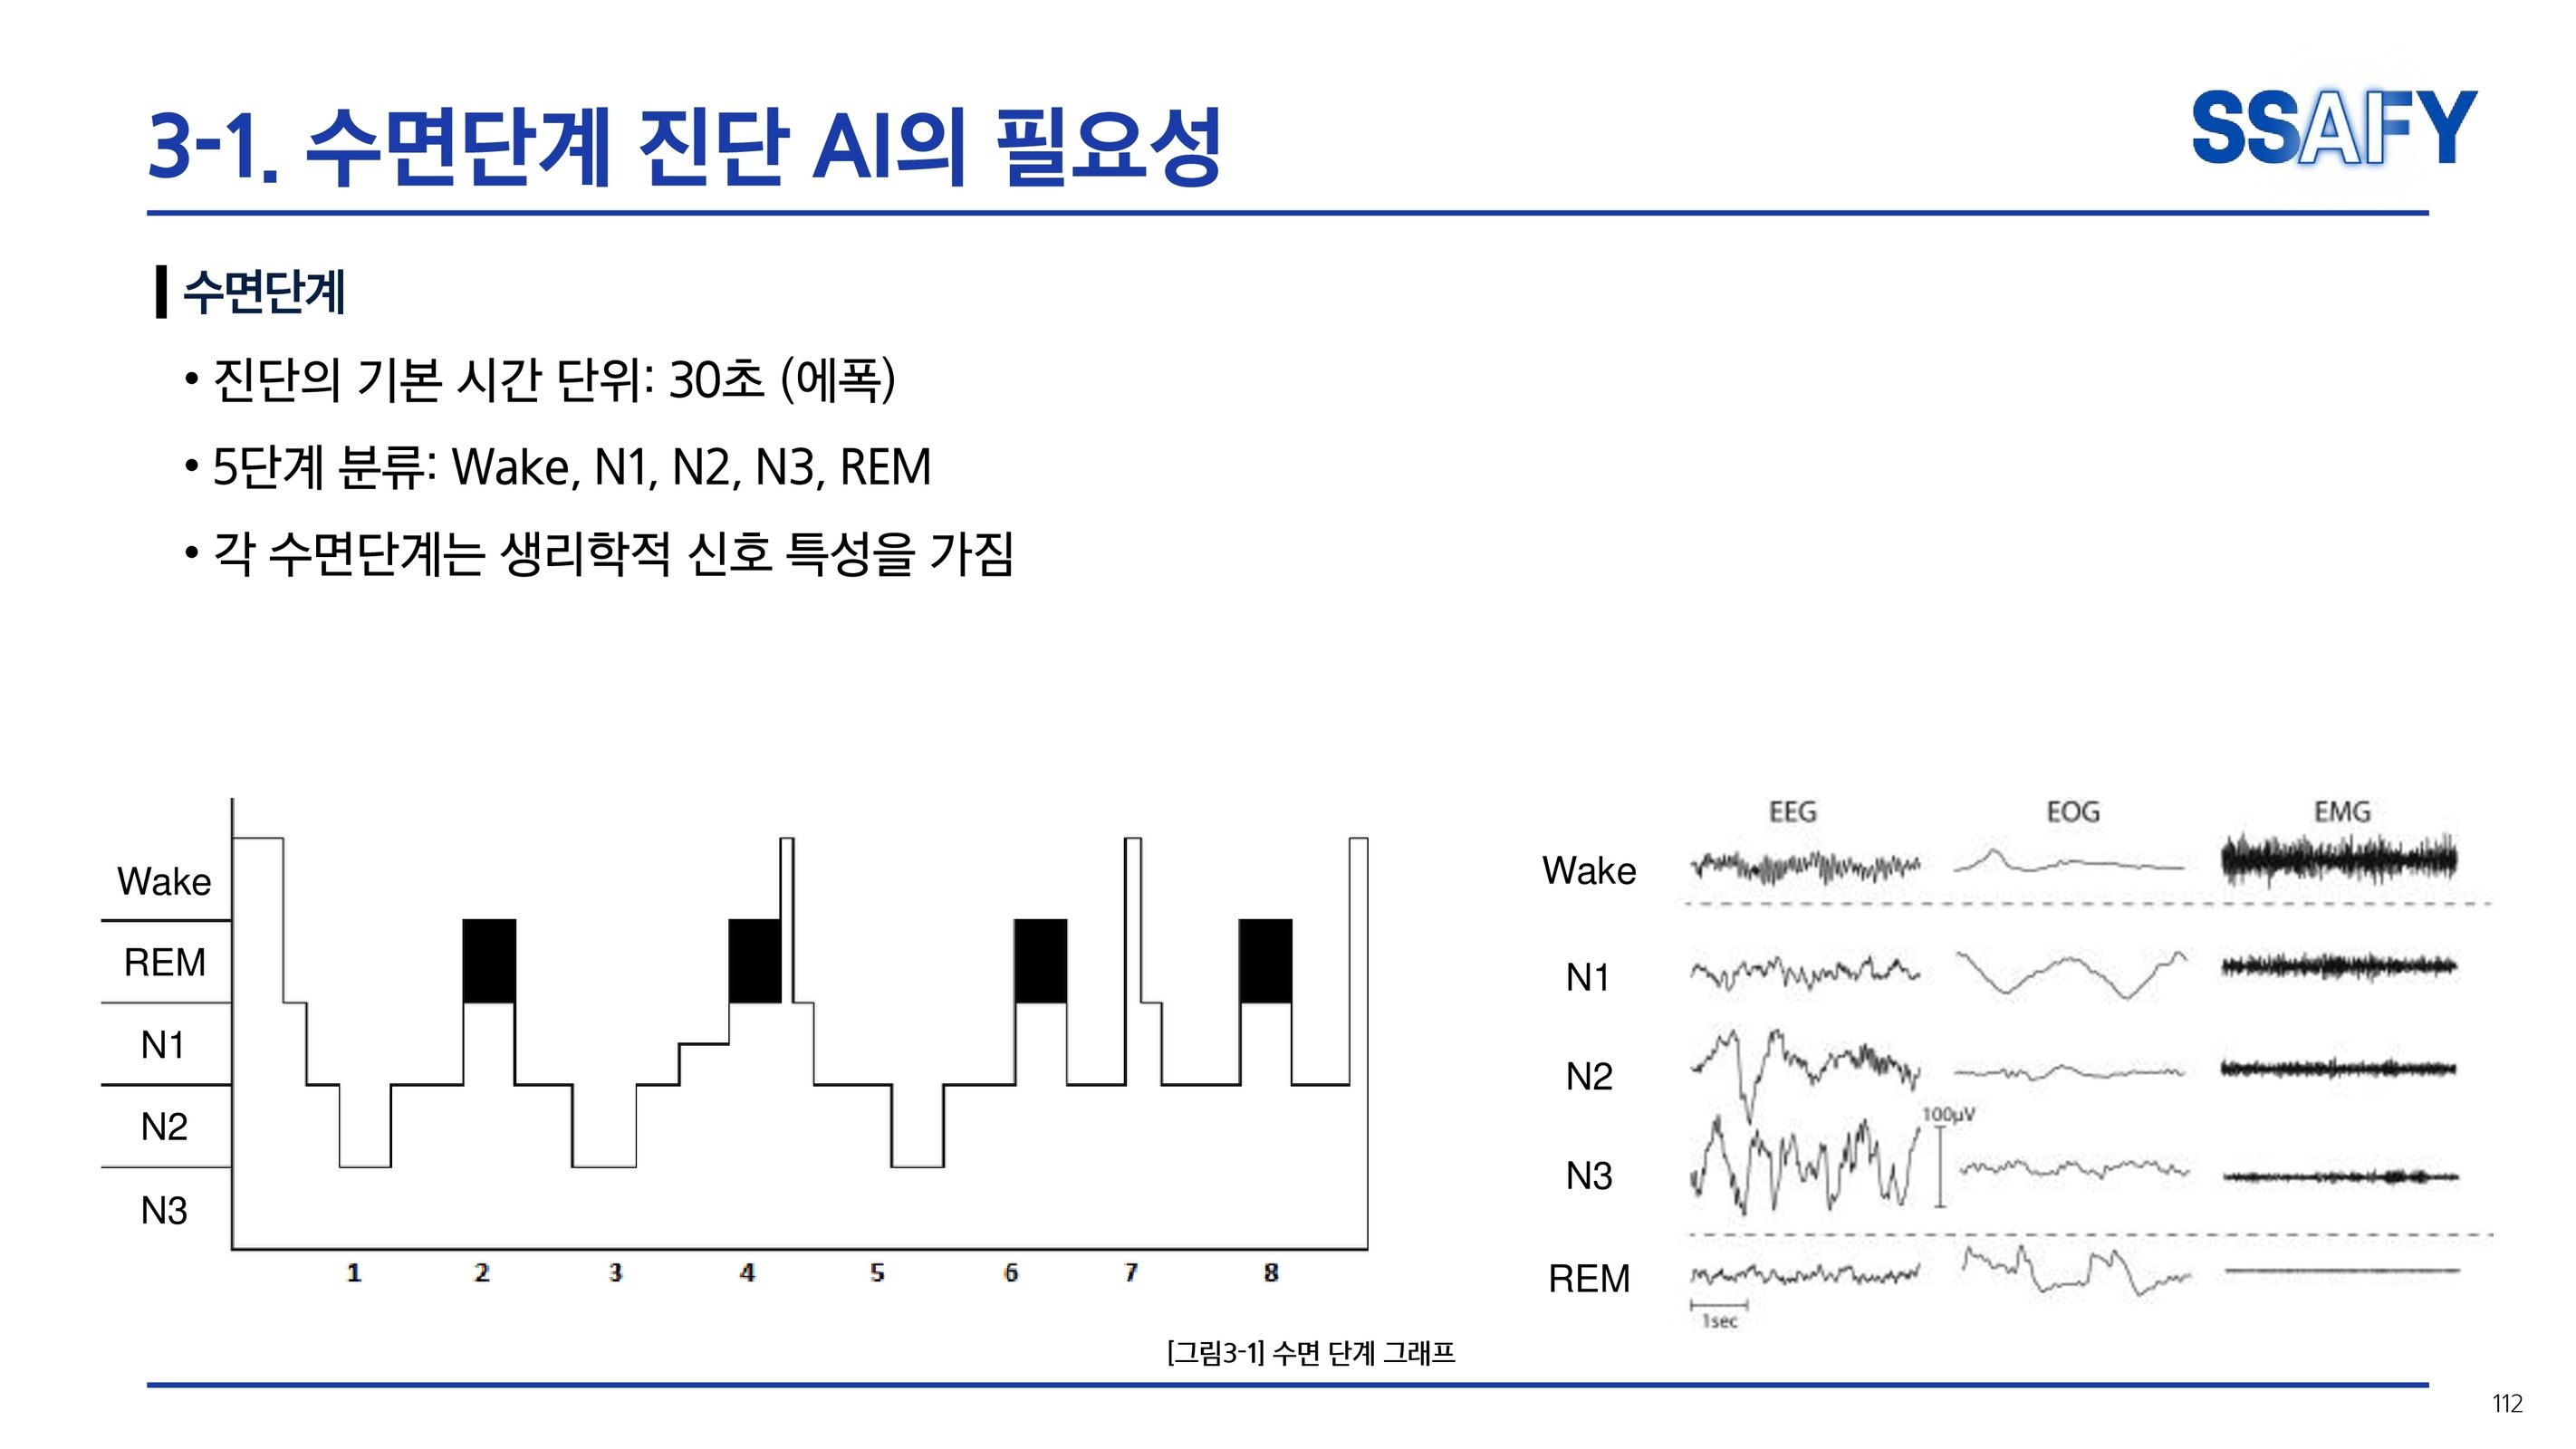 3-1. 수면단계 진단 AI의 필요성
SSAFY
수면단계
• 진단의 기본 시간 단위: 30초 (에폭)
• 5단계 분류: Wake, N1, N2, N3, REM
• 각 수면단계는 생리학적 신호 특성을 가짐
Wake
REM
N1
N2
N3
1 2 3 4 5 6 7 8
EEG EOG EMG
Wake
N1
N2
100µV
N3
REM
1sec
[그림3-1] 수면 단계 그래프
112